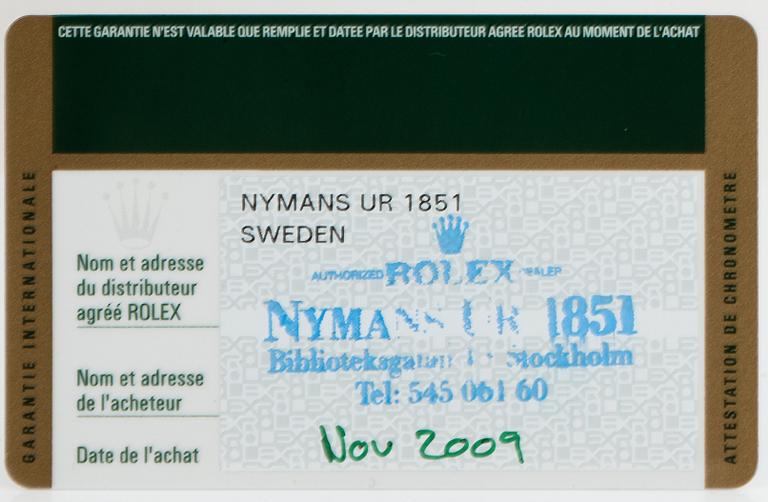 CETTE GARANTIE N'EST VALABLE QUE REMPLIE ET DATEE PAR LE DISTRIBUTEUR AGREE ROLEX AU MOMENT DE L'ACHAT
GARANTIE INTERNATIONALE
Nom et adresse
du distributeur
agréé ROLEX
NYMANS UR 1851
SWEDEN
AUTHORIZED ROLEX DEALER
NYMANS UR 1851
Stockholm
Tel: 545 061 60
Nom et adresse
de l'acheteur
Date de l'achat
Nov 2009
ATTESTATION DE CHRONOMETRE